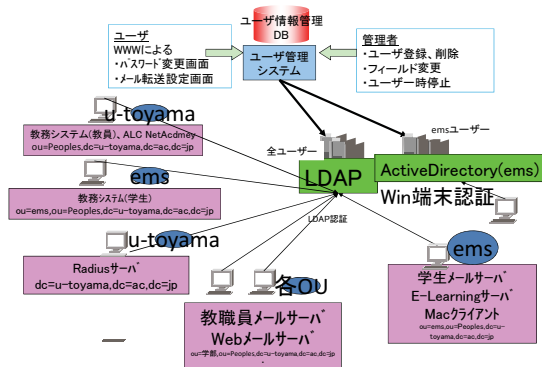 ユーザ情報管理
DB
ユーザ
WWWによる
・パスワード変更画面
・メール転送設定画面
ユーザ管理
システム
管理者
・ユーザ登録、削除
・フィールド変更
・ユーザー時停止
u-toyama
教務システム(教員)、ALC NetAcdmey
ou=Peoples,dc=u-toyama,dc=ac,dc=jp
全ユーザー
emsユーザー
LDAP
ActiveDirectory(ems)
Win端末認証
ems
教務システム(学生)
ou=ems,ou=Peoples,dc=u-toyama,dc=ac,dc=jp
LDAP認証
u-toyama
Radiusサーバ
dc=u-toyama,dc=ac,dc=jp
各OU
教職員メールサーバ
Webメールサーバ
ou=学部,ou=Peoples,dc=u-toyama,dc=ac,dc=jp
ems
学生メールサーバ
E-Learningサーバ
Macクライアント
ou=ems,ou=Peoples,dc=u-
toyama,dc=ac,dc=jp